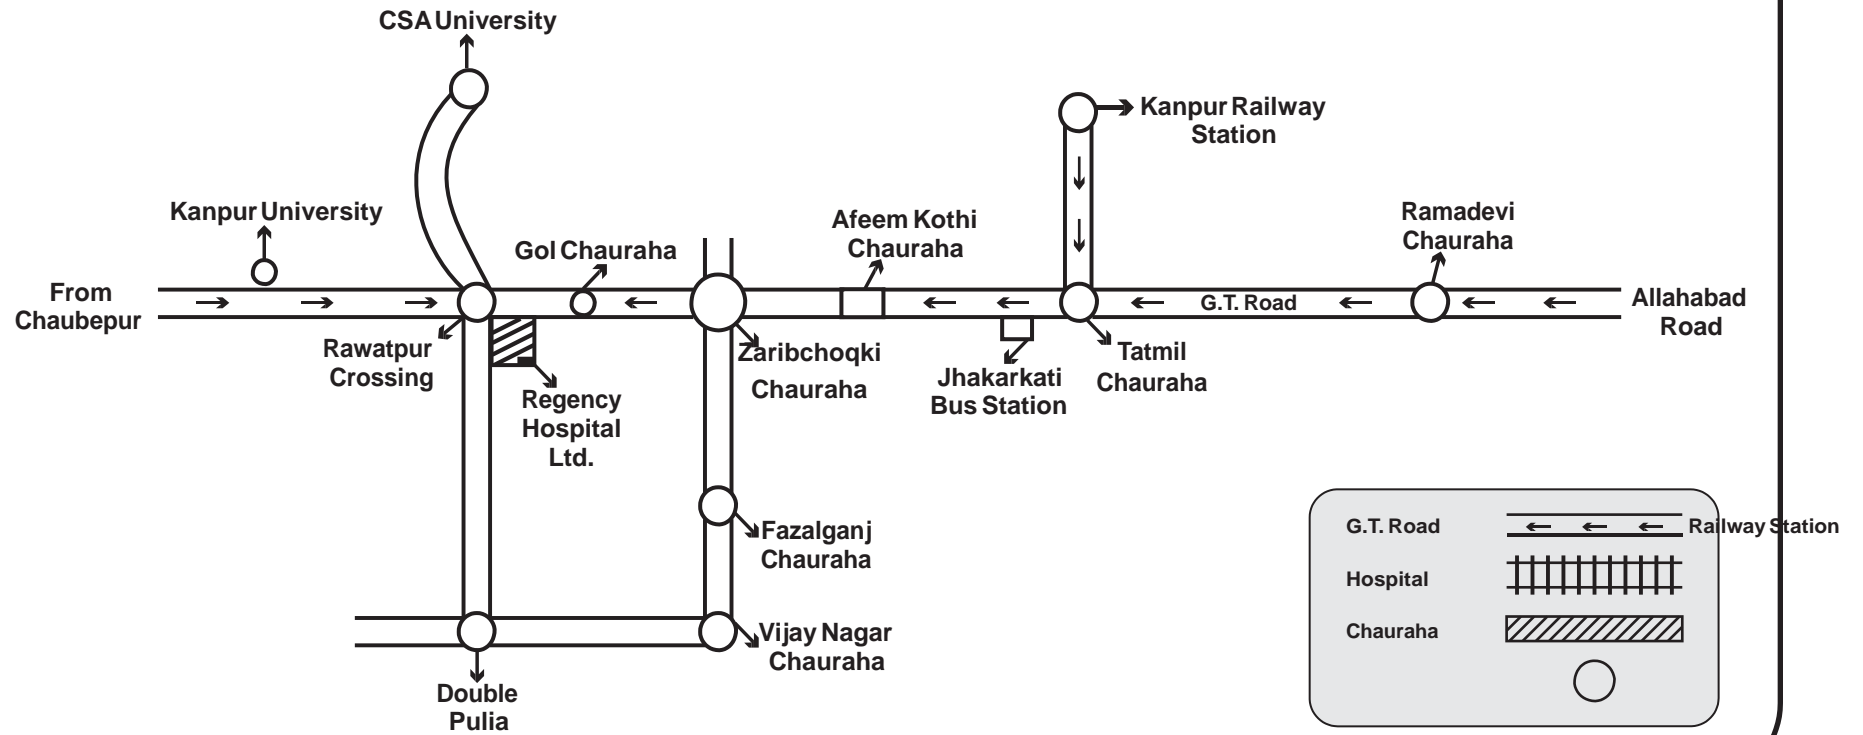 CSA University
Kanpur Railway
Station
Kanpur University
Afeem Kothi
Chauraha
Ramadevi
Chauraha
Gol Chauraha
From
Chaubepur
G.T. Road
Allahabad
Road
Rawatpur
Crossing
Zaribchoqki
Chauraha
Tatmil
Chauraha
Jhakarkati
Bus Station
Regency
Hospital
Ltd.
Fazalganj
Chauraha
Vijay Nagar
Chauraha
Double
Pulia
G.T. Road
Railway Station
Hospital
Chauraha